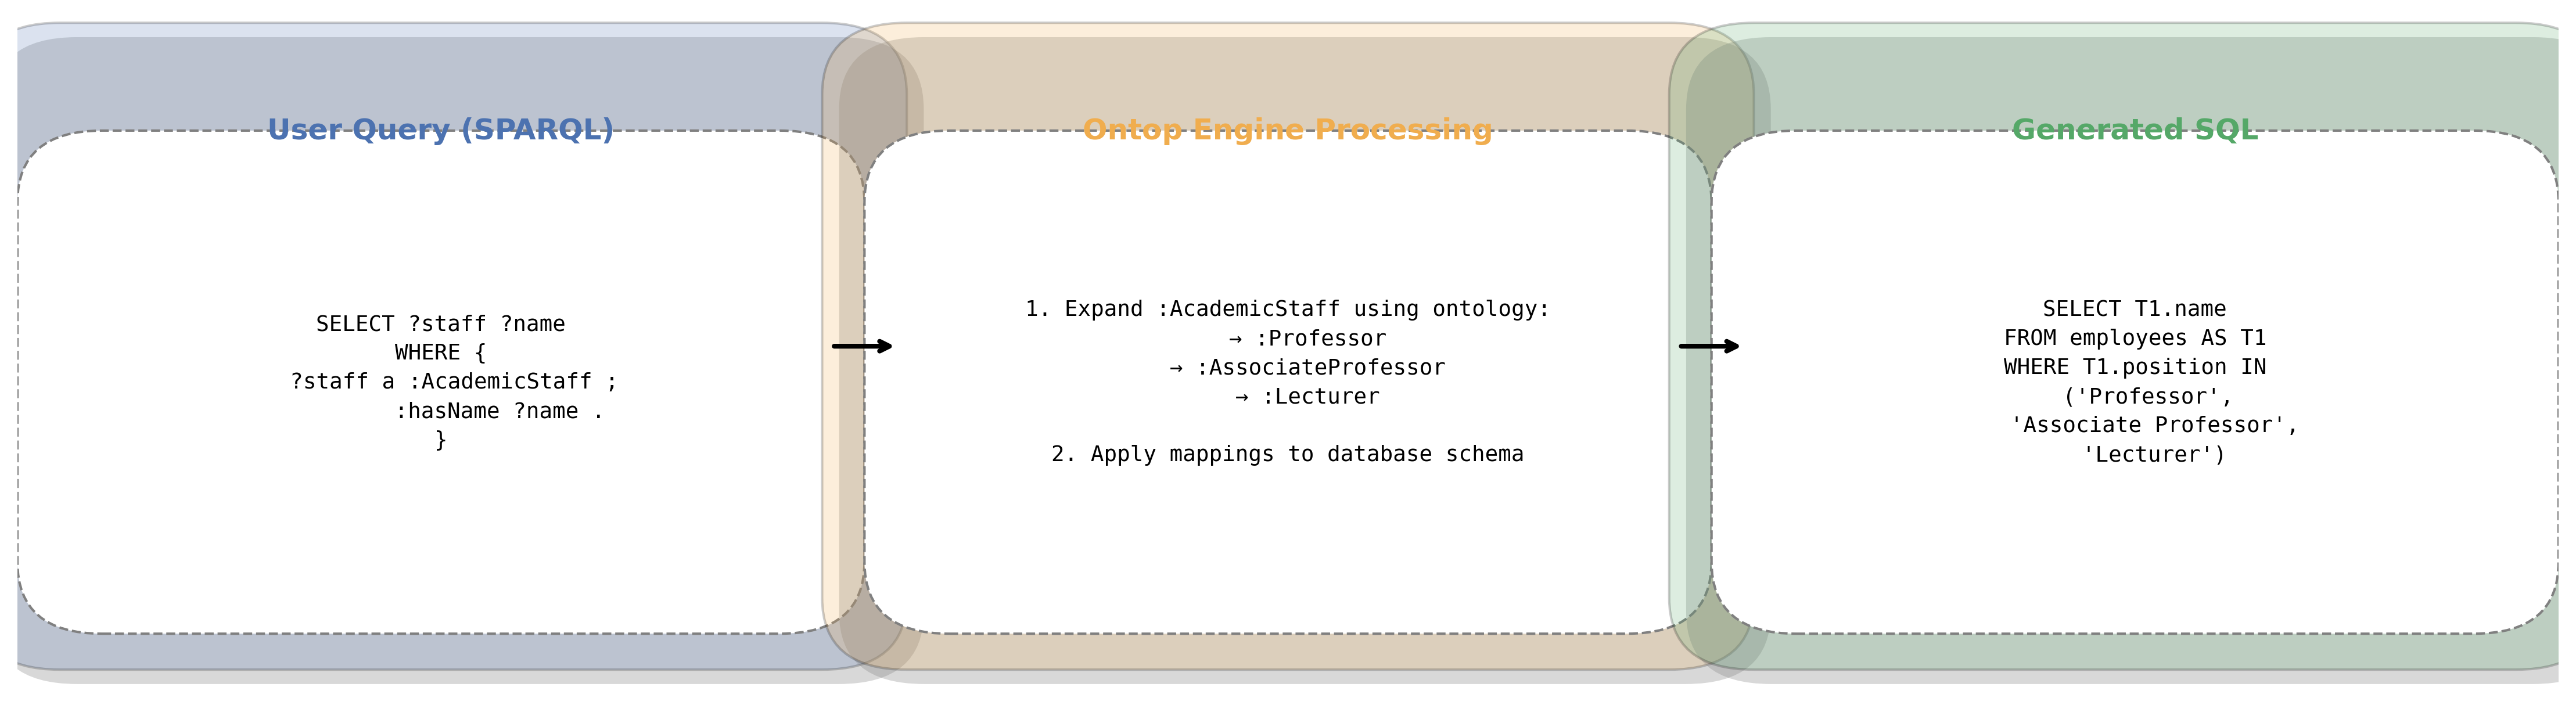 User Query (SPARQL)
SELECT ?staff ?name
WHERE {
?staff a :AcademicStaff ;
:hasName ?name .
}
Ontop Engine Processing
1. Expand :AcademicStaff using ontology:
→ :Professor
→ :AssociateProfessor
→ :Lecturer
2. Apply mappings to database schema
Generated SQL
SELECT T1.name
FROM employees AS T1
WHERE T1.position IN
('Professor',
'Associate Professor',
'Lecturer')